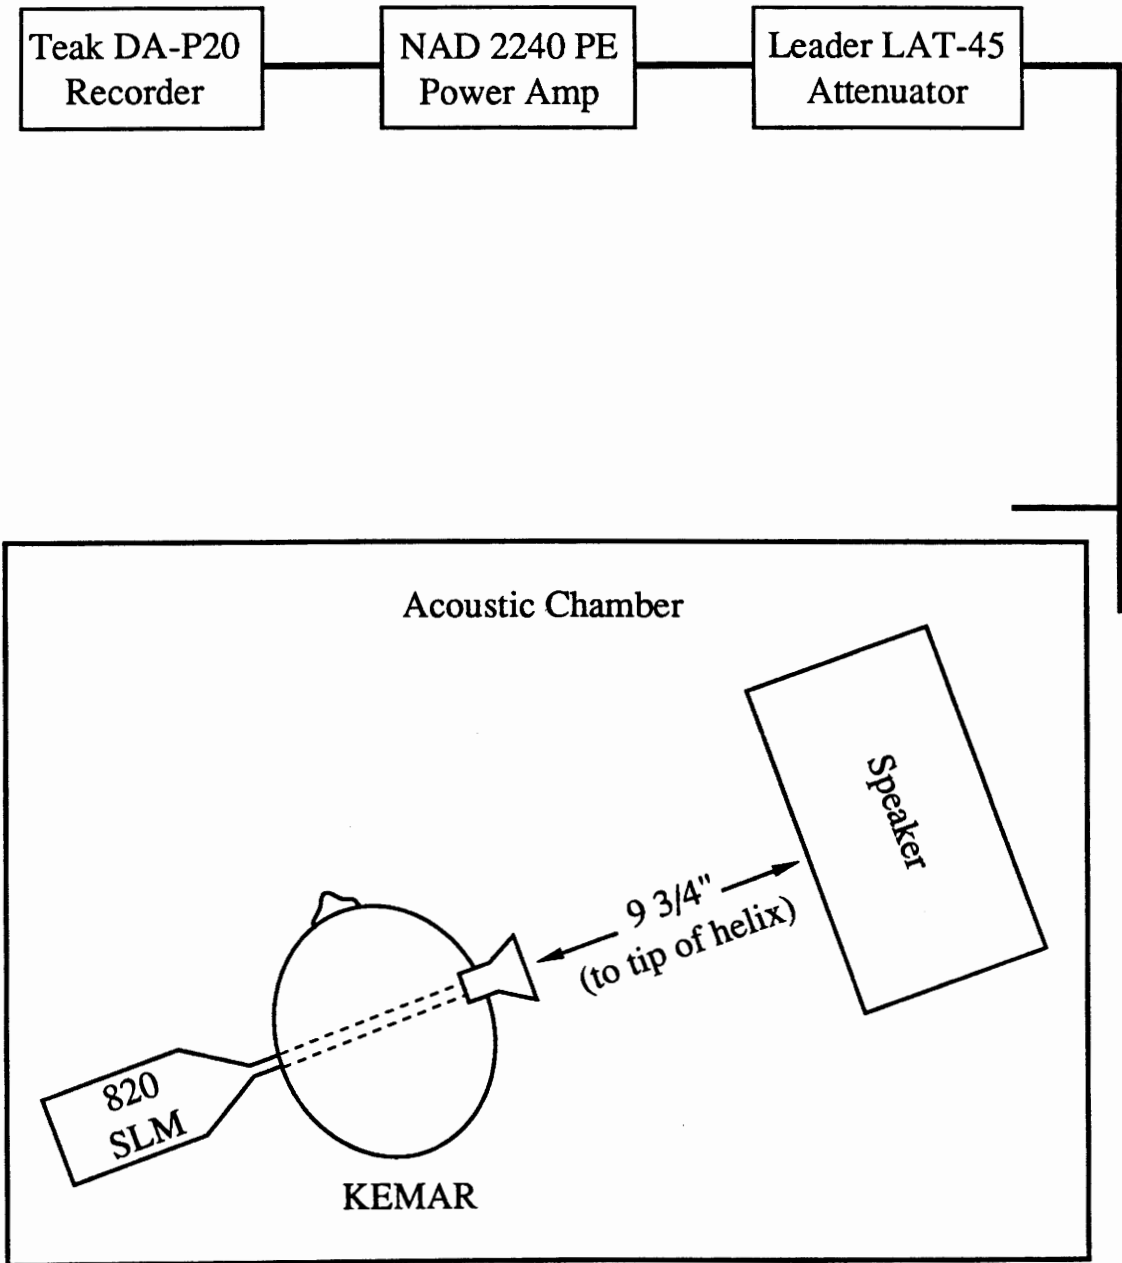 Teak DA-P20
Recorder
NAD 2240 PE
Power Amp
Leader LAT-45
Attenuator
Acoustic Chamber
Speaker
9 3/4"
(to tip of helix)
820
SLM
KEMAR